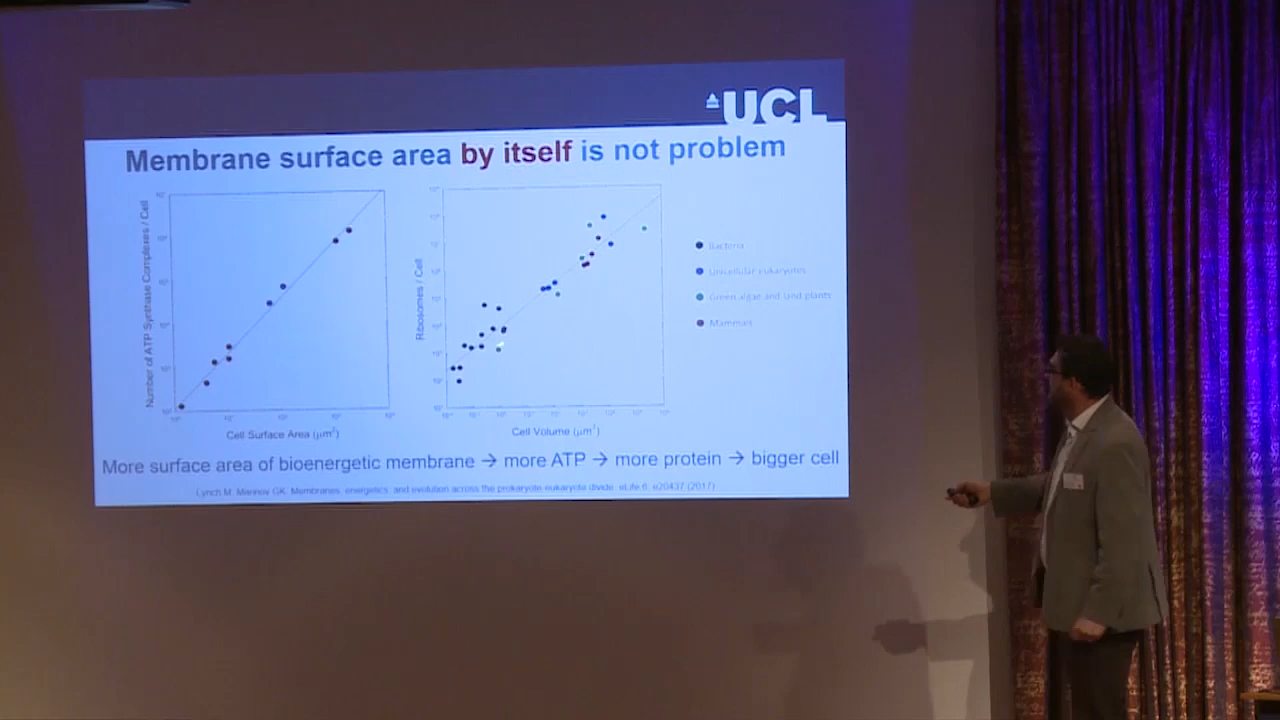 UCL
Membrane surface area by itself is not problem
Number of ATP Synthase Complexes / Cell
Cell Surface Area (μm²)
Ribosomes / Cell
Cell Volume (μm³)
Bacteria
Unicellular eukaryotes
Green algae and land plants
Mammals
More surface area of bioenergetic membrane → more ATP → more protein → bigger cell
Lynch M, Marinov GK. Membranes, energetics, and evolution across the prokaryote-eukaryote divide. eLife 6, e20437 (2017)